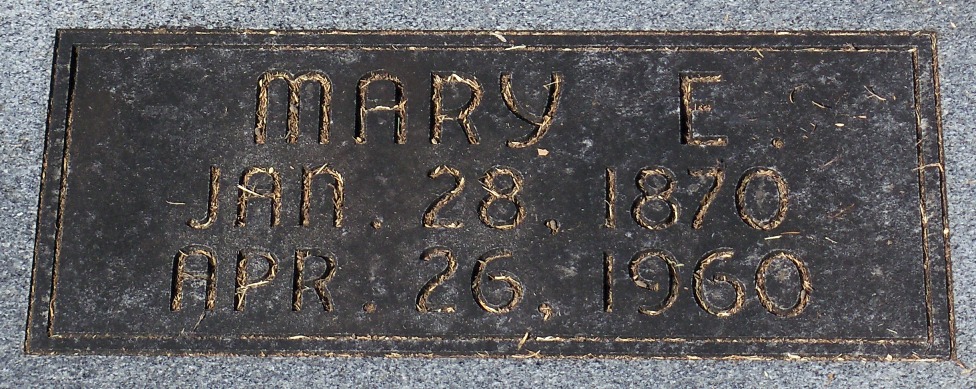 MARY E.
JAN. 28, 1870
APR. 26, 1960